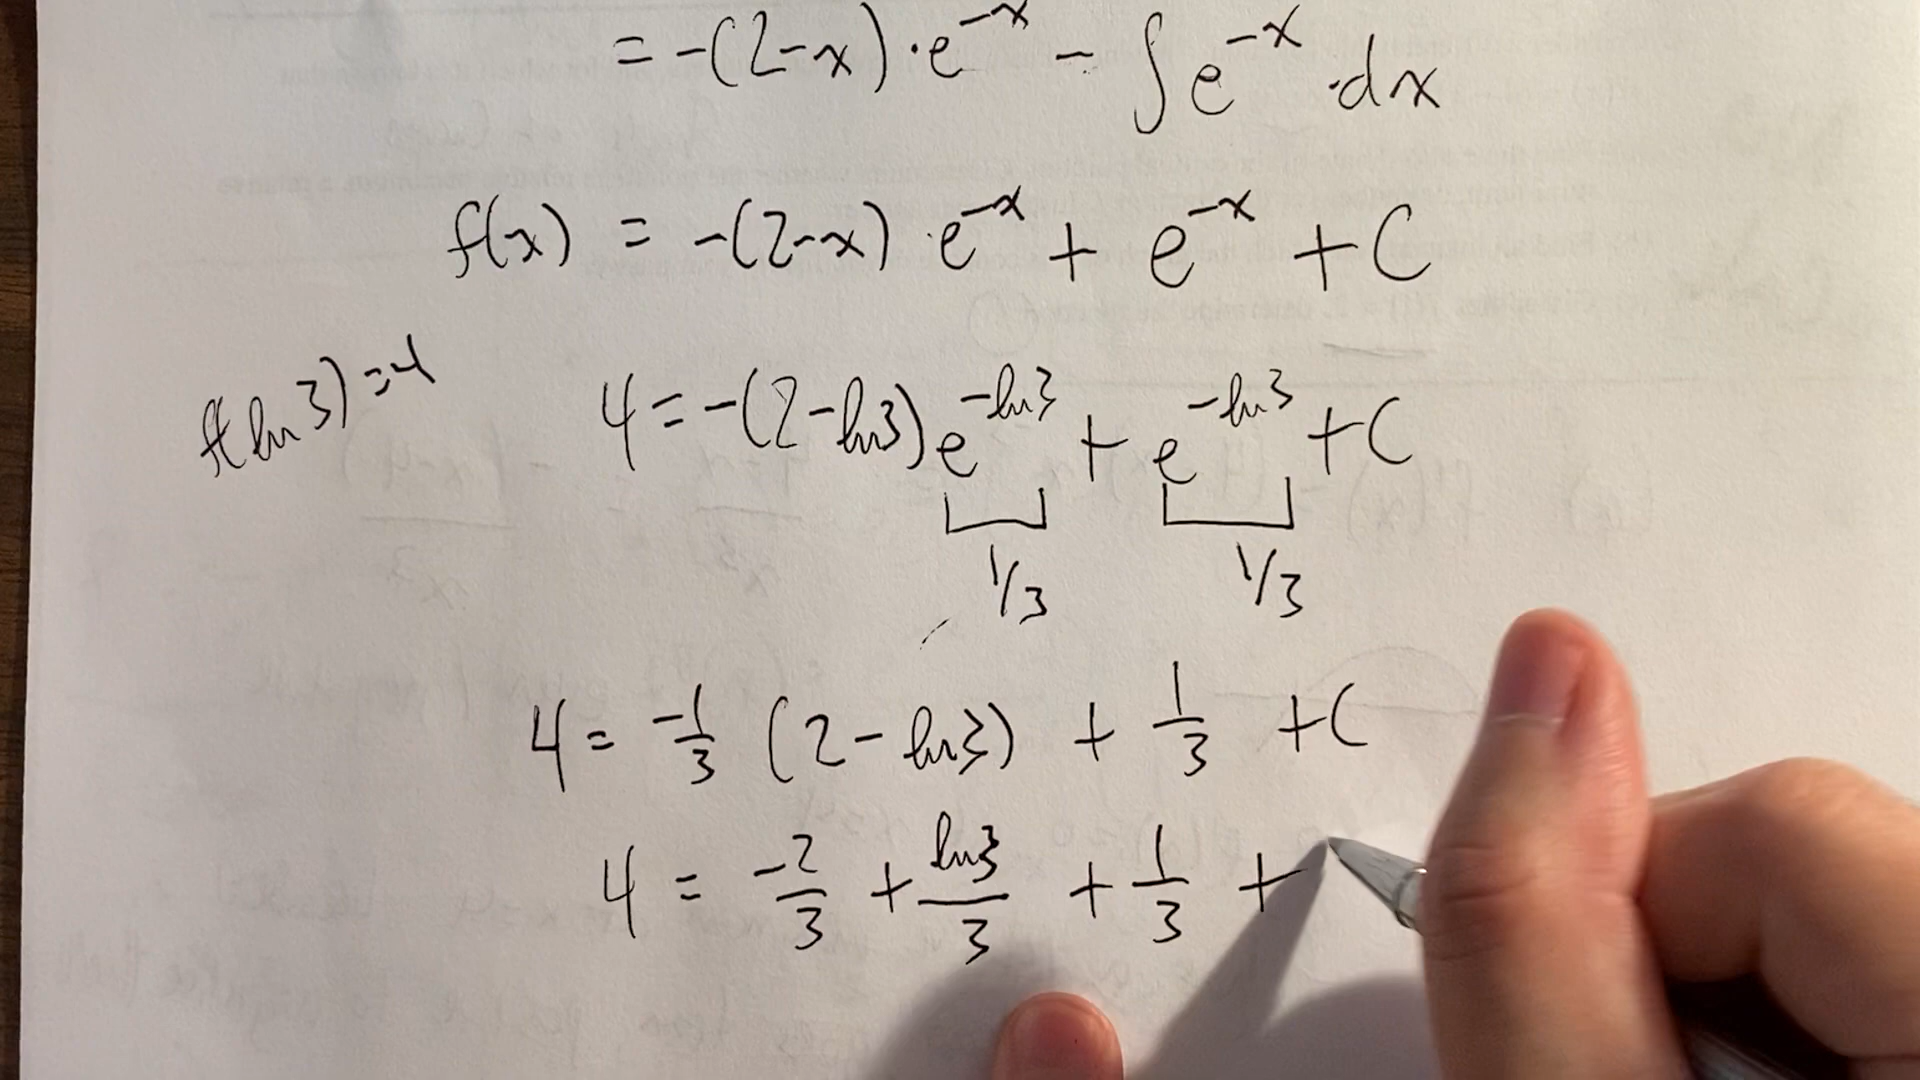 = -(2-x)·e^-x - ∫e^-x·dx
f(x) = -(2-x)·e^-x + e^-x + C
f(ln3)=4
4 = -(2-ln3)e^-ln3 + e^-ln3 + C
1/3 1/3
4 = -1/3 (2-ln3) + 1/3 + C
4 = -2/3 + ln3/3 + 1/3 +